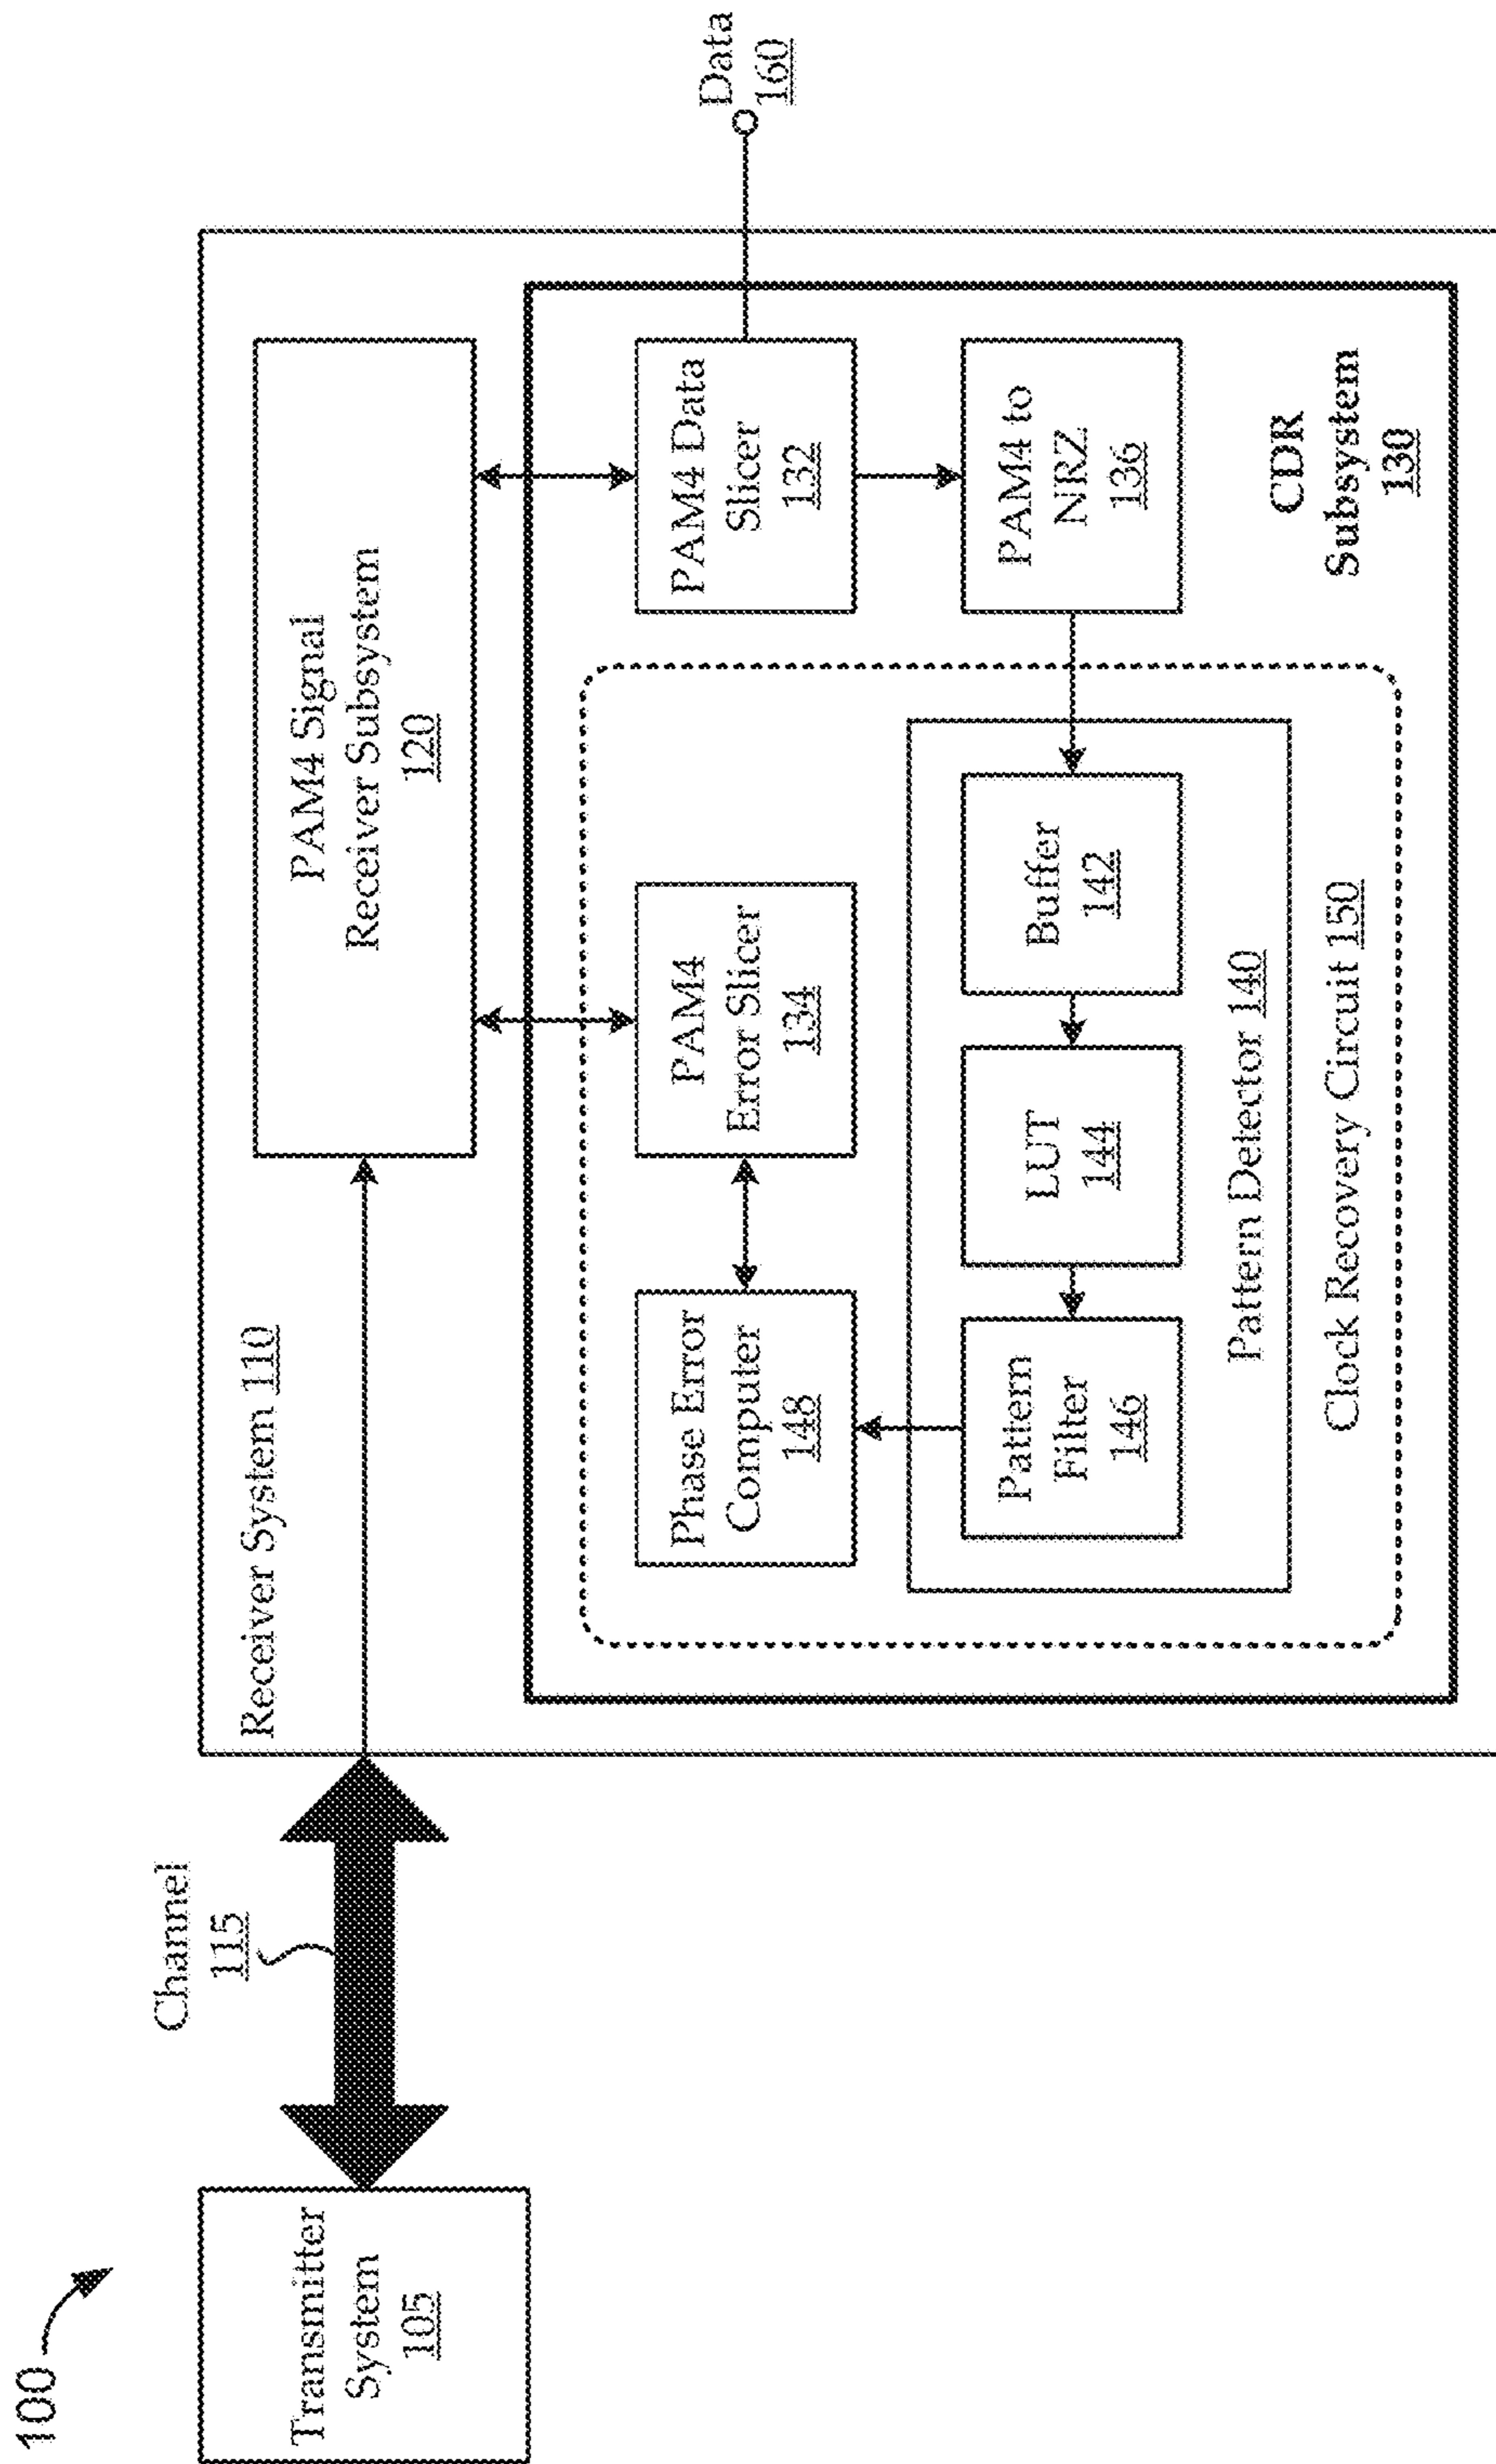 100
Transmitter
System
105
Channel
115
Receiver System 110
PAM4 Signal
Receiver Subsystem
120
Phase Error
Computer
148
PAM4
Error Slicer
134
PAM4 Data
Slicer
132
Data
160
Pattern
Filter
146
LUT
144
Buffer
142
PAM4 to
NRZ
136
Pattern Detector 140
Clock Recovery Circuit 150
CDR
Subsystem
130